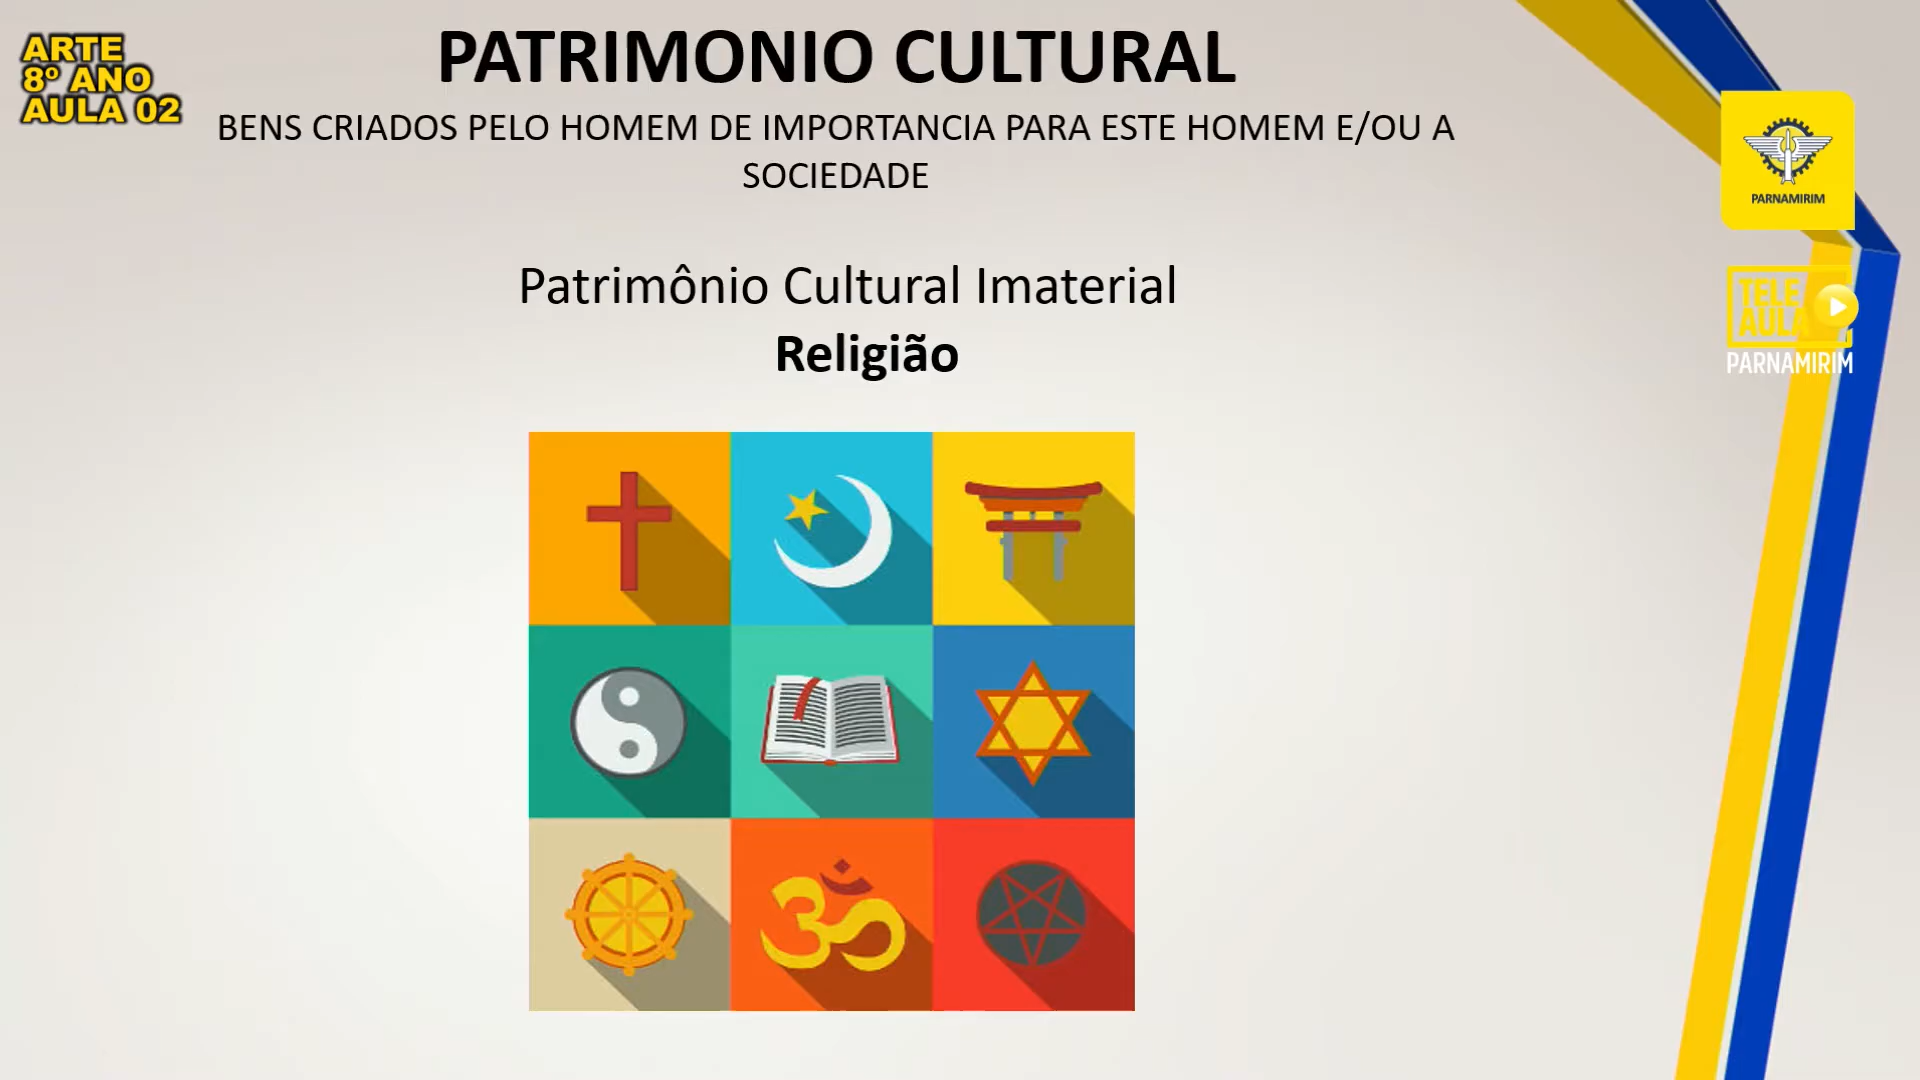 ARTE
8º ANO
AULA 02
PATRIMONIO CULTURAL
BENS CRIADOS PELO HOMEM DE IMPORTANCIA PARA ESTE HOMEM E/OU A
SOCIEDADE
Patrimônio Cultural Imaterial
Religião
PARNAMIRIM
TELE
AULA
PARNAMIRIM